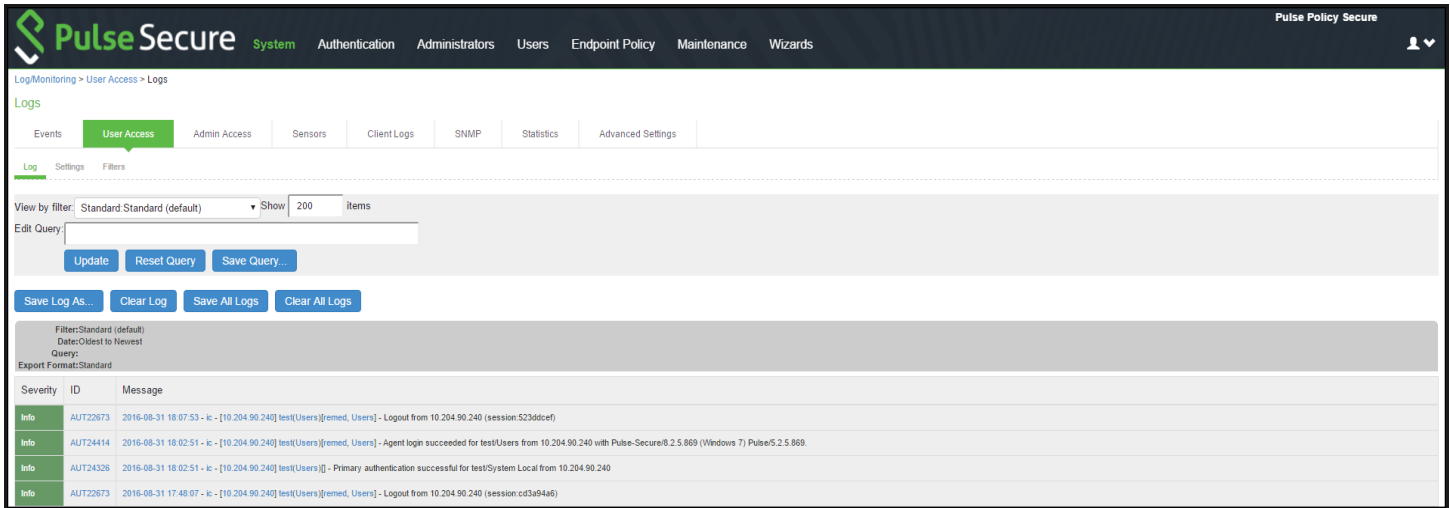 Pulse Policy Secure
Pulse Secure System Authentication Administrators Users Endpoint Policy Maintenance Wizards
Log/Monitoring > User Access > Logs
Logs
Events User Access Admin Access Sensors Client Logs SNMP Statistics Advanced Settings
Log Settings Filters
View by filter: Standard:Standard (default) Show 200 items
Edit Query:
Update Reset Query Save Query...
Save Log As... Clear Log Save All Logs Clear All Logs
Filter:Standard (default)
Date:Oldest to Newest
Query:
Export Format:Standard
Severity ID Message
Info AUT22673 2016-08-31 18:07:53 - ic - [10.204.90.240] test(Users)[remed, Users] - Logout from 10.204.90.240 (session:523ddcef)
Info AUT24414 2016-08-31 18:02:51 - ic - [10.204.90.240] test(Users)[remed, Users] - Agent login succeeded for test/Users from 10.204.90.240 with Pulse-Secure/8.2.5.869 (Windows 7) Pulse/5.2.5.869.
Info AUT24326 2016-08-31 18:02:51 - ic - [10.204.90.240] test(Users)[] - Primary authentication successful for test/System Local from 10.204.90.240
Info AUT22673 2016-08-31 17:48:07 - ic - [10.204.90.240] test(Users)[remed, Users] - Logout from 10.204.90.240 (session:cd3a94a6)